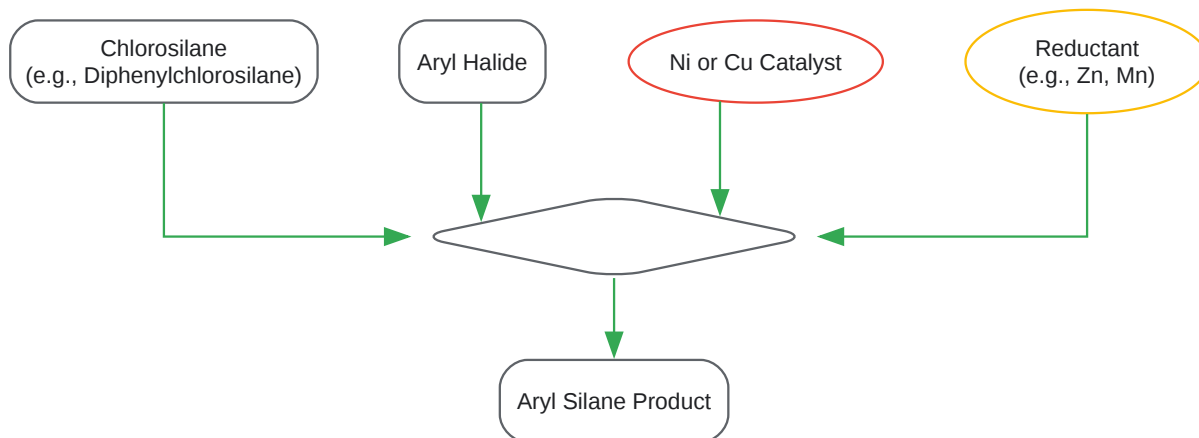 Chlorosilane
(e.g., Diphenylchlorosilane)
Aryl Halide
Ni or Cu Catalyst
Reductant
(e.g., Zn, Mn)
Aryl Silane Product